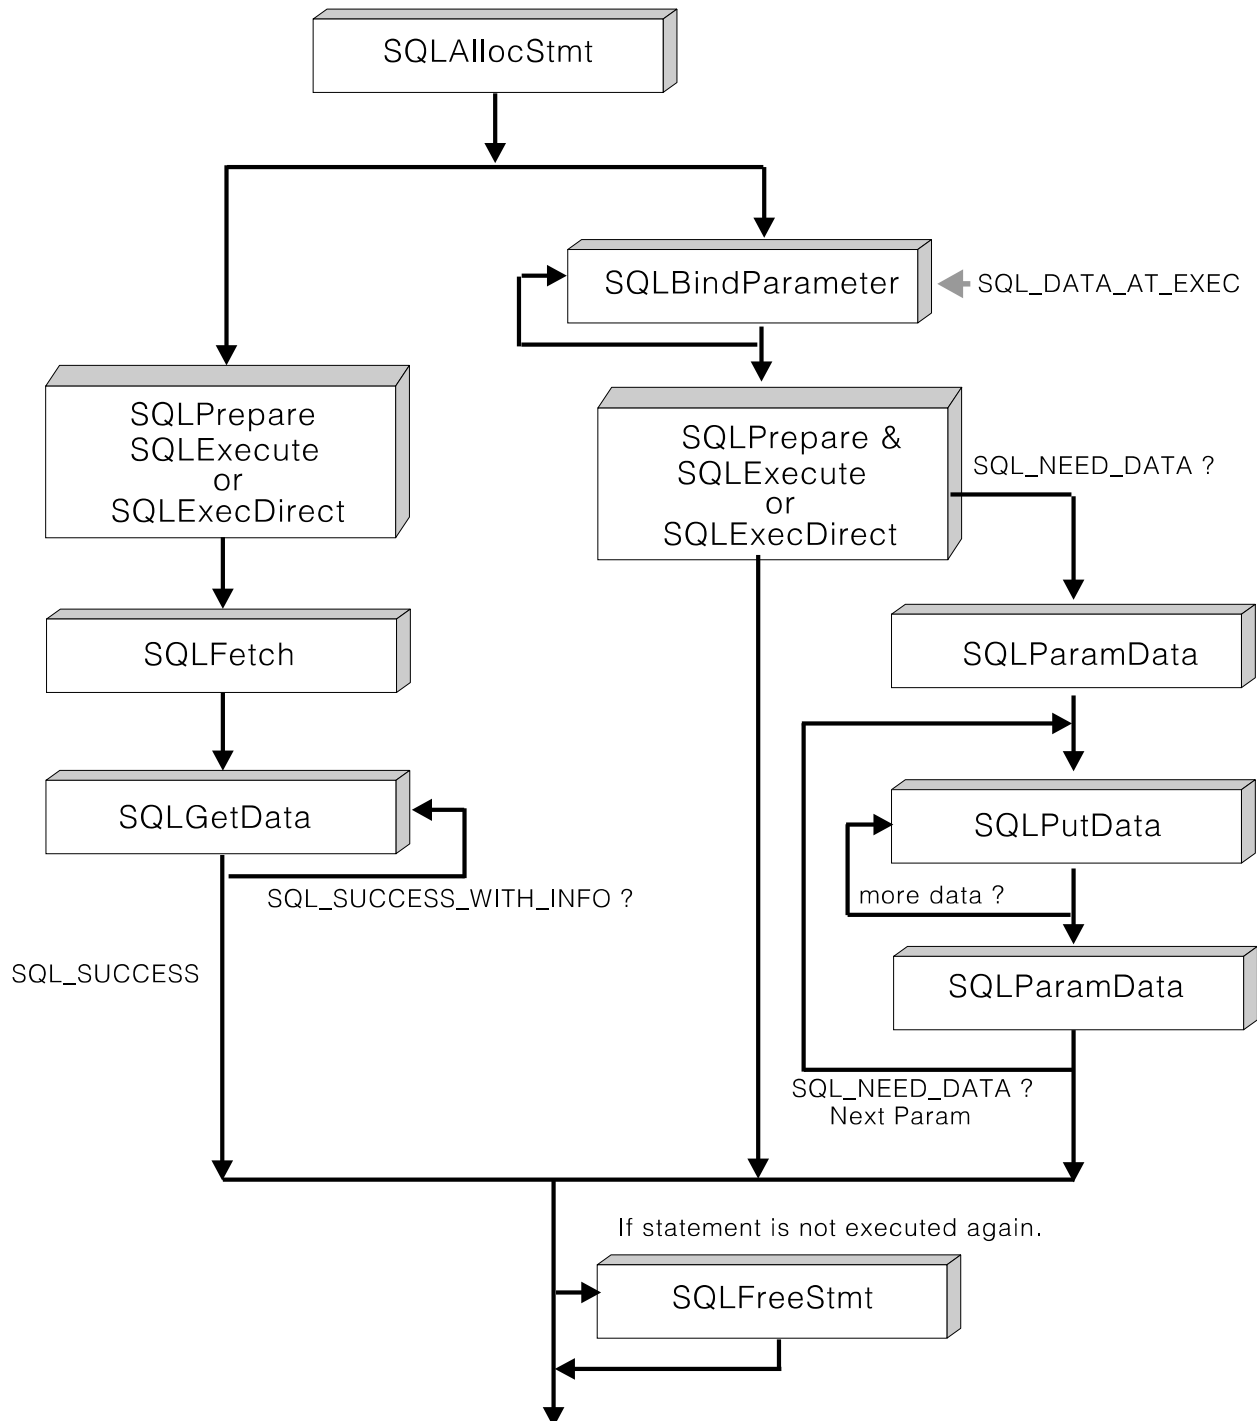 SQLAllocStmt
SQLBindParameter
SQL_DATA_AT_EXEC
SQLPrepare
SQLExecute
or
SQLExecDirect
SQLPrepare &
SQLExecute
or
SQLExecDirect
SQL_NEED_DATA ?
SQLFetch
SQLParamData
SQLGetData
SQLPutData
SQL_SUCCESS_WITH_INFO ?
more data ?
SQL_SUCCESS
SQLParamData
SQL_NEED_DATA ?
Next Param
If statement is not executed again.
SQLFreeStmt